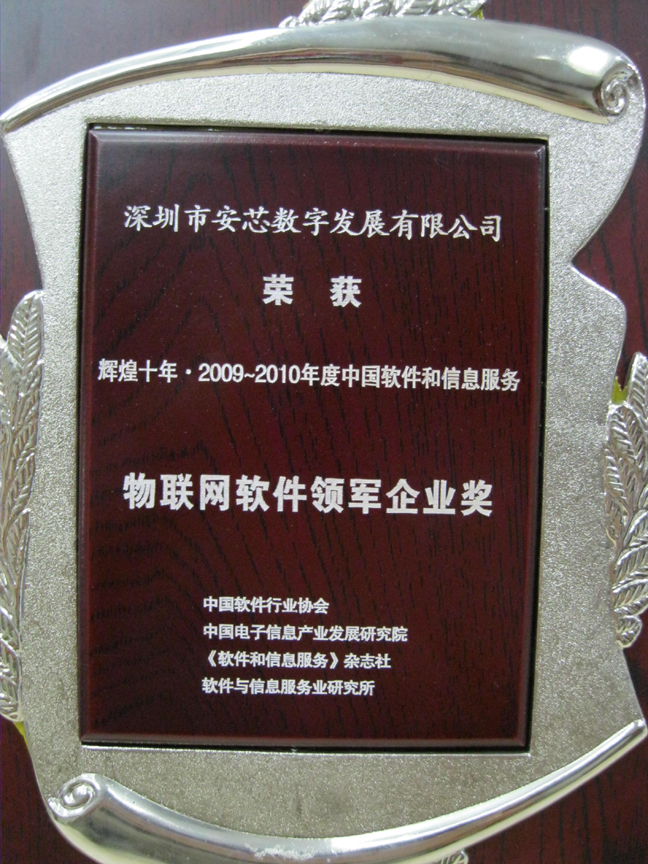 深圳市安芯数字发展有限公司
荣 获
辉煌十年·2009~2010年度中国软件和信息服务
物联网软件领军企业奖
中国软件行业协会
中国电子信息产业发展研究院
《软件和信息服务》杂志社
软件与信息服务业研究所